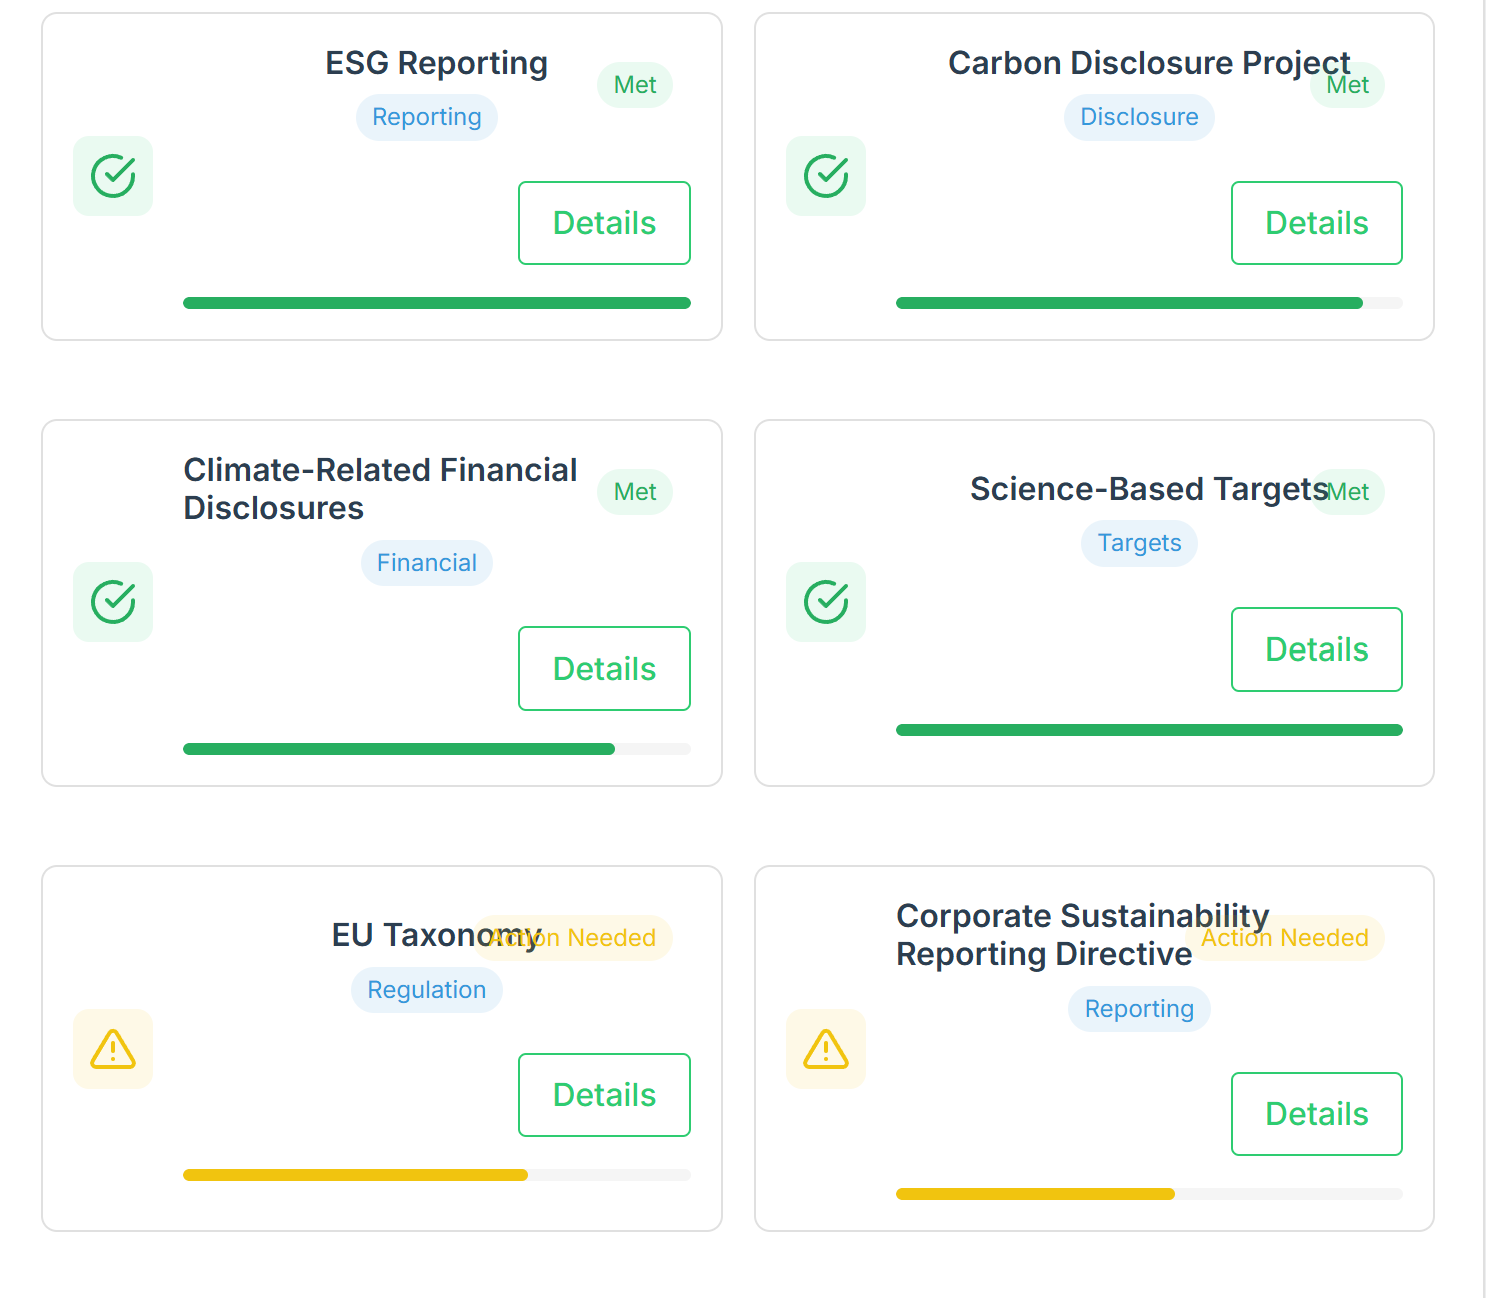 ESG Reporting
Met
Reporting
Details
Carbon Disclosure Project
Met
Disclosure
Details
Climate-Related Financial
Disclosures
Met
Financial
Details
Science-Based Targets
Met
Targets
Details
EU Taxonomy
Action Needed
Regulation
Details
Corporate Sustainability
Reporting Directive
Action Needed
Reporting
Details